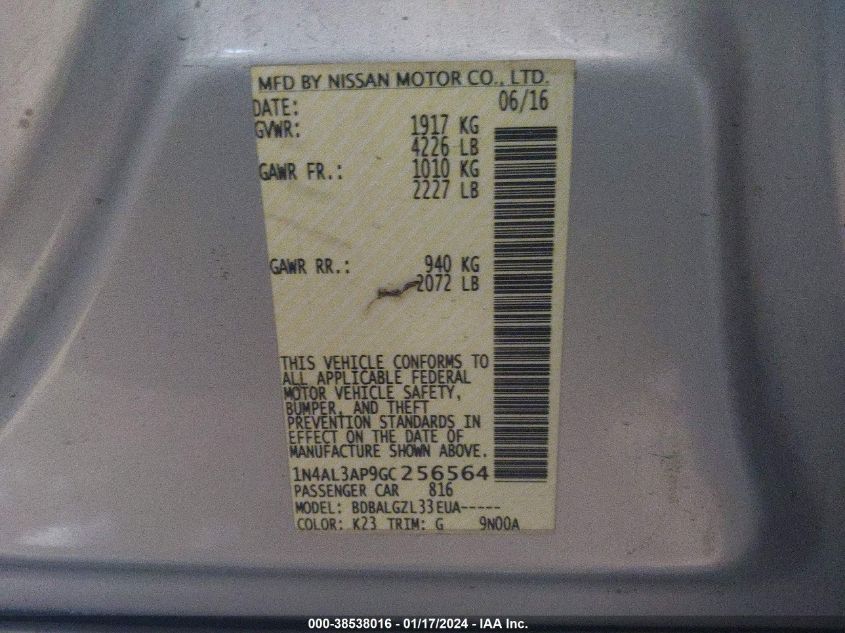 MFD BY NISSAN MOTOR CO., LTD.
DATE: 06/16
GVWR: 1917 KG
4226 LB
GAWR FR.: 1010 KG
2227 LB
GAWR RR.: 940 KG
2072 LB
THIS VEHICLE CONFORMS TO
ALL APPLICABLE FEDERAL
MOTOR VEHICLE SAFETY,
BUMPER, AND THEFT
PREVENTION STANDARDS IN
EFFECT ON THE DATE OF
MANUFACTURE SHOWN ABOVE.
1N4AL3AP9GC256564
PASSENGER CAR 816
MODEL: BDBALGZL33EUA-----
COLOR: K23 TRIM: G 9N00A
000-38538016 - 01/17/2024 - IAA Inc.